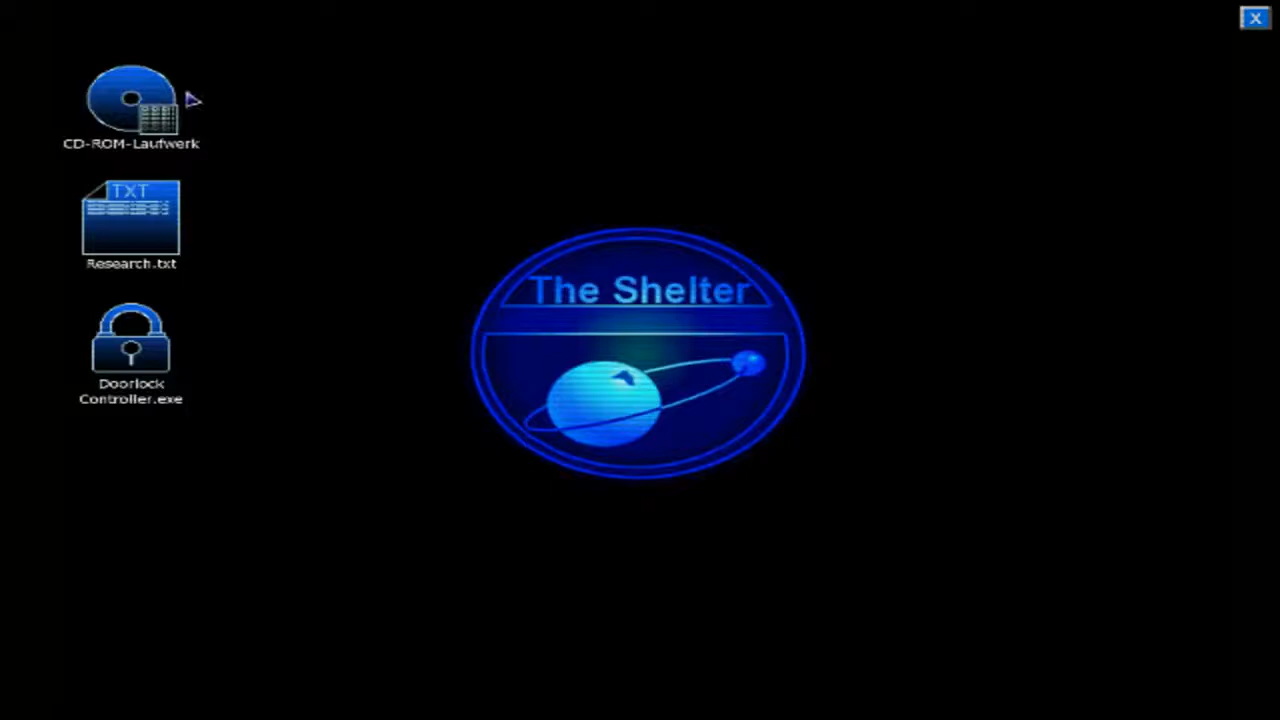 X
CD-ROM-Laufwerk
TXT
Research.txt
Doorlock
Controller.exe
The Shelter